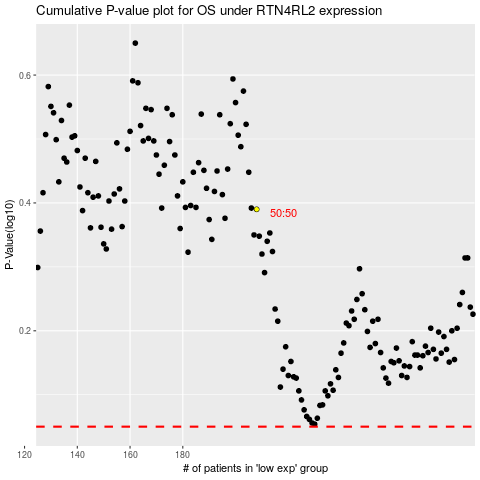 Cumulative P-value plot for OS under RTN4RL2 expression
P-Value(log10)
0.6
0.4
0.2
50:50
120 140 160 180
# of patients in 'low exp' group